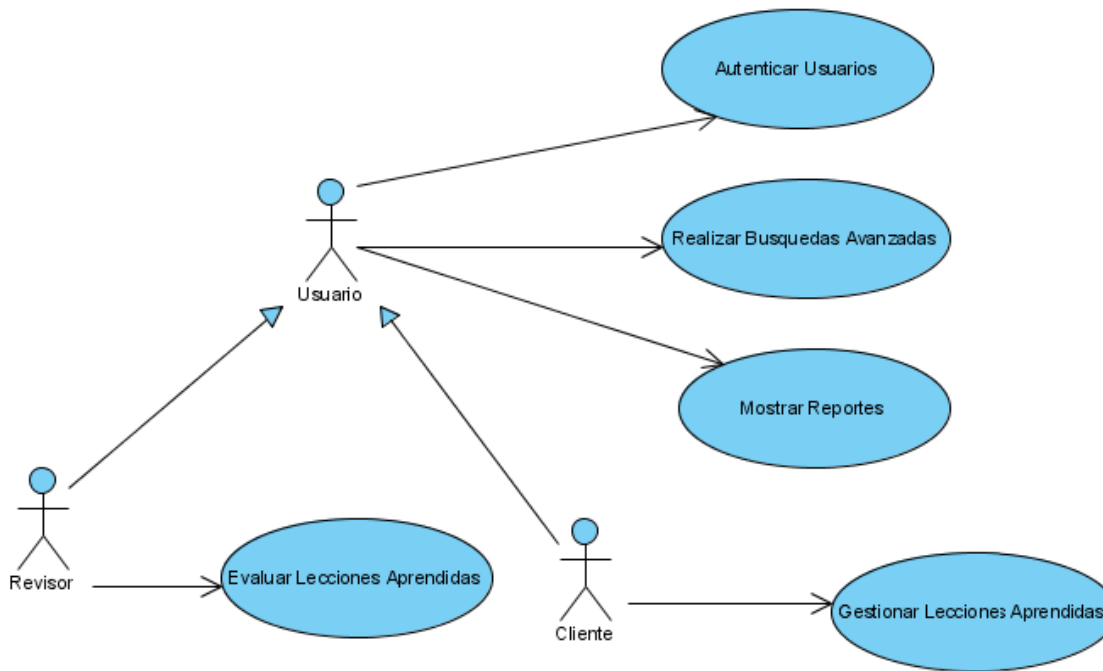 Autenticar Usuarios
Realizar Busquedas Avanzadas
Usuario
Mostrar Reportes
Revisor
Evaluar Lecciones Aprendidas
Cliente
Gestionar Lecciones Aprendidas